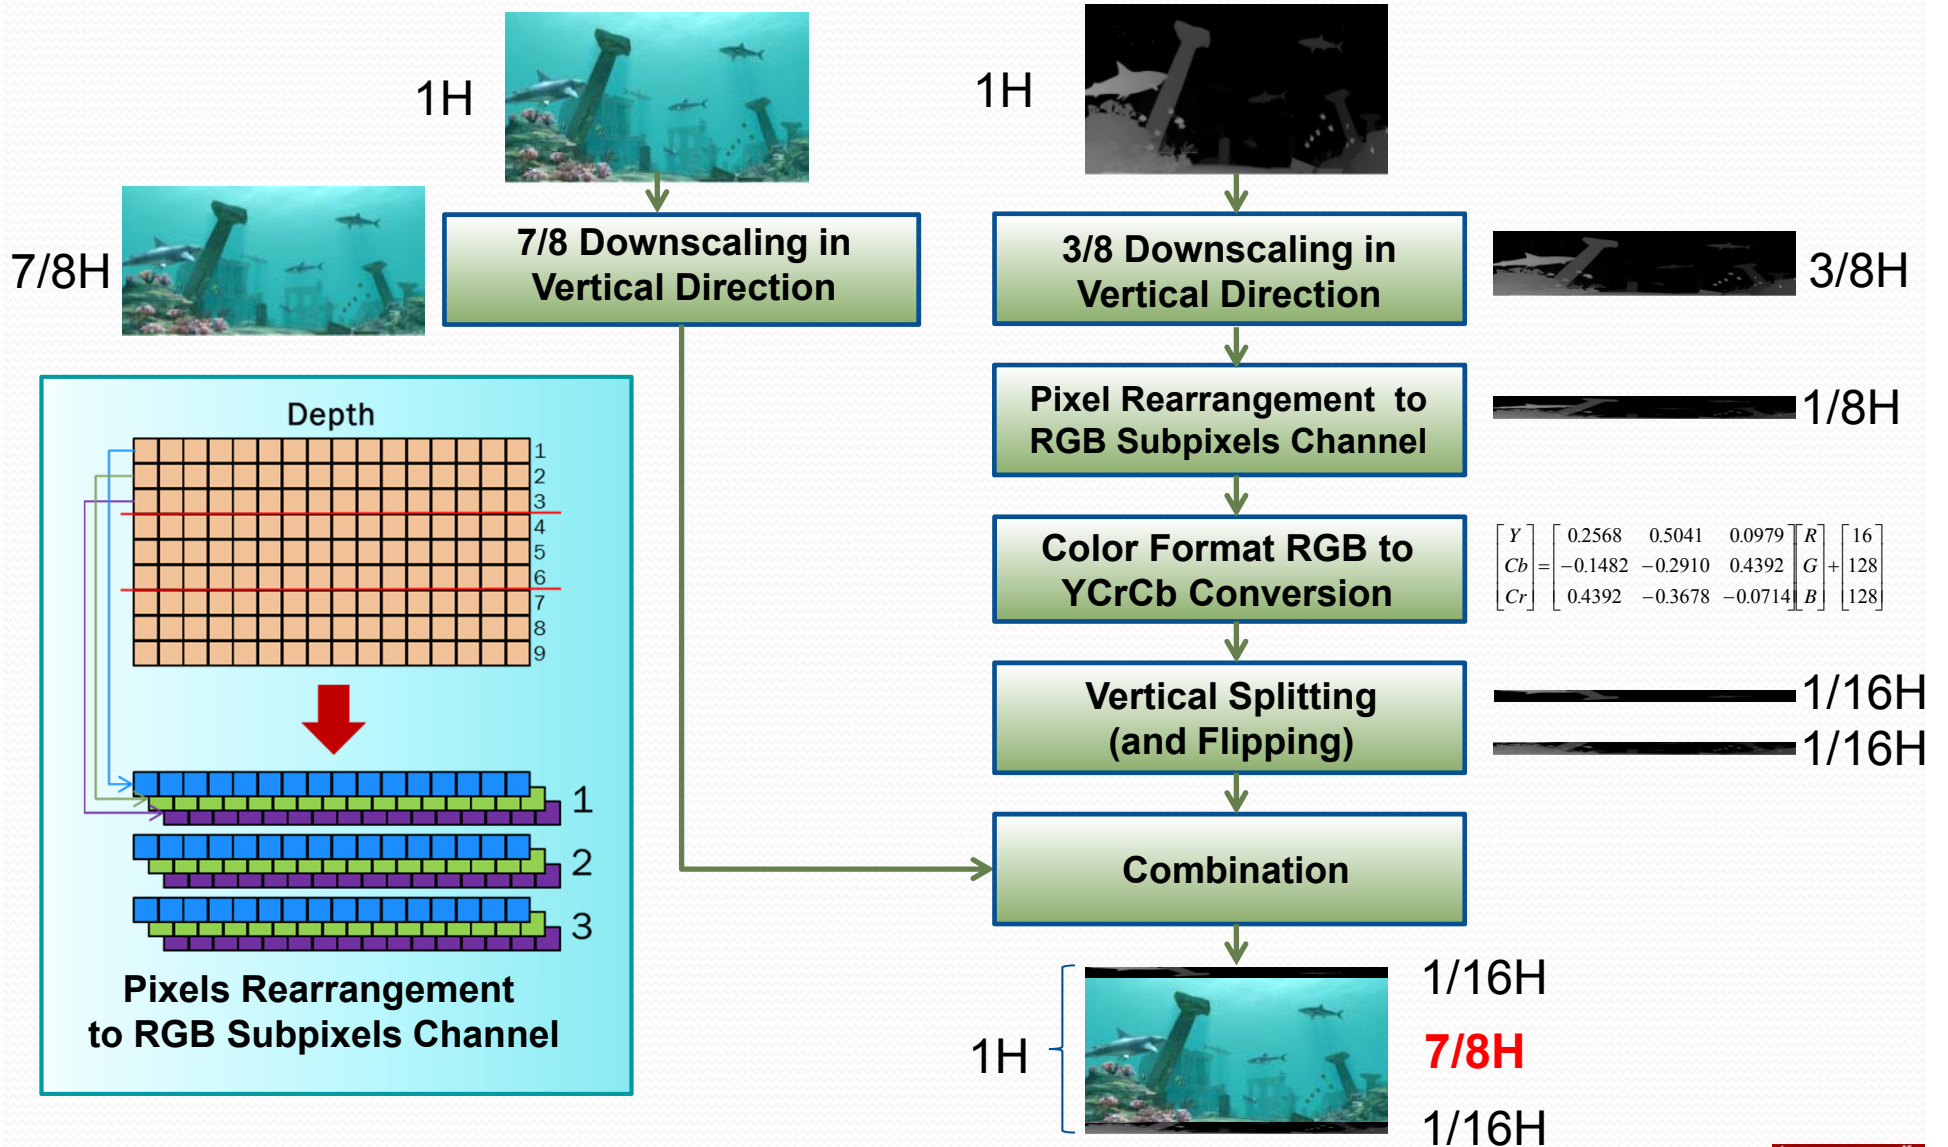 1H
1H
7/8H
7/8 Downscaling in
Vertical Direction
3/8 Downscaling in
Vertical Direction
3/8H
Pixel Rearrangement to
RGB Subpixels Channel
1/8H
Color Format RGB to
YCrCb Conversion
[Y] = [0.2568 0.5041 0.0979] [R] + [16]
[Cb] = [−0.1482 −0.2910 0.4392] [G] + [128]
[Cr] = [0.4392 −0.3678 −0.0714] [B] + [128]
Vertical Splitting
(and Flipping)
1/16H
1/16H
Combination
1H
1/16H
7/8H
1/16H
Depth
1
2
3
4
5
6
7
8
9
1
2
3
Pixels Rearrangement
to RGB Subpixels Channel